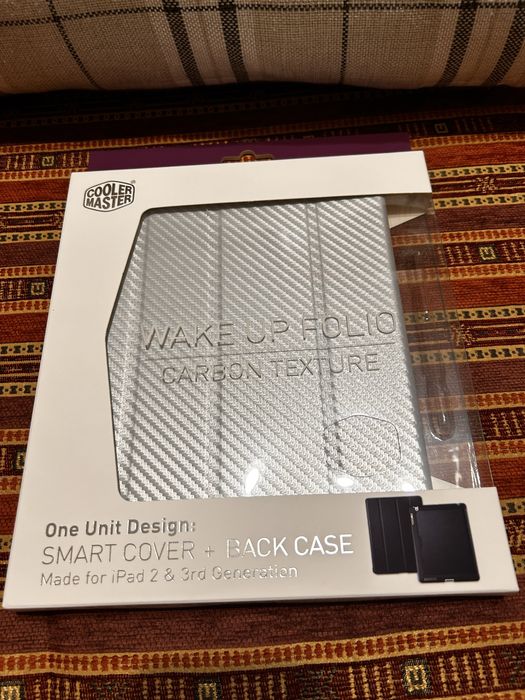 COOLER
MASTER
WAKE UP FOLIO
CARBON TEXTURE
One Unit Design:
SMART COVER + BACK CASE
Made for iPad 2 & 3rd Generation